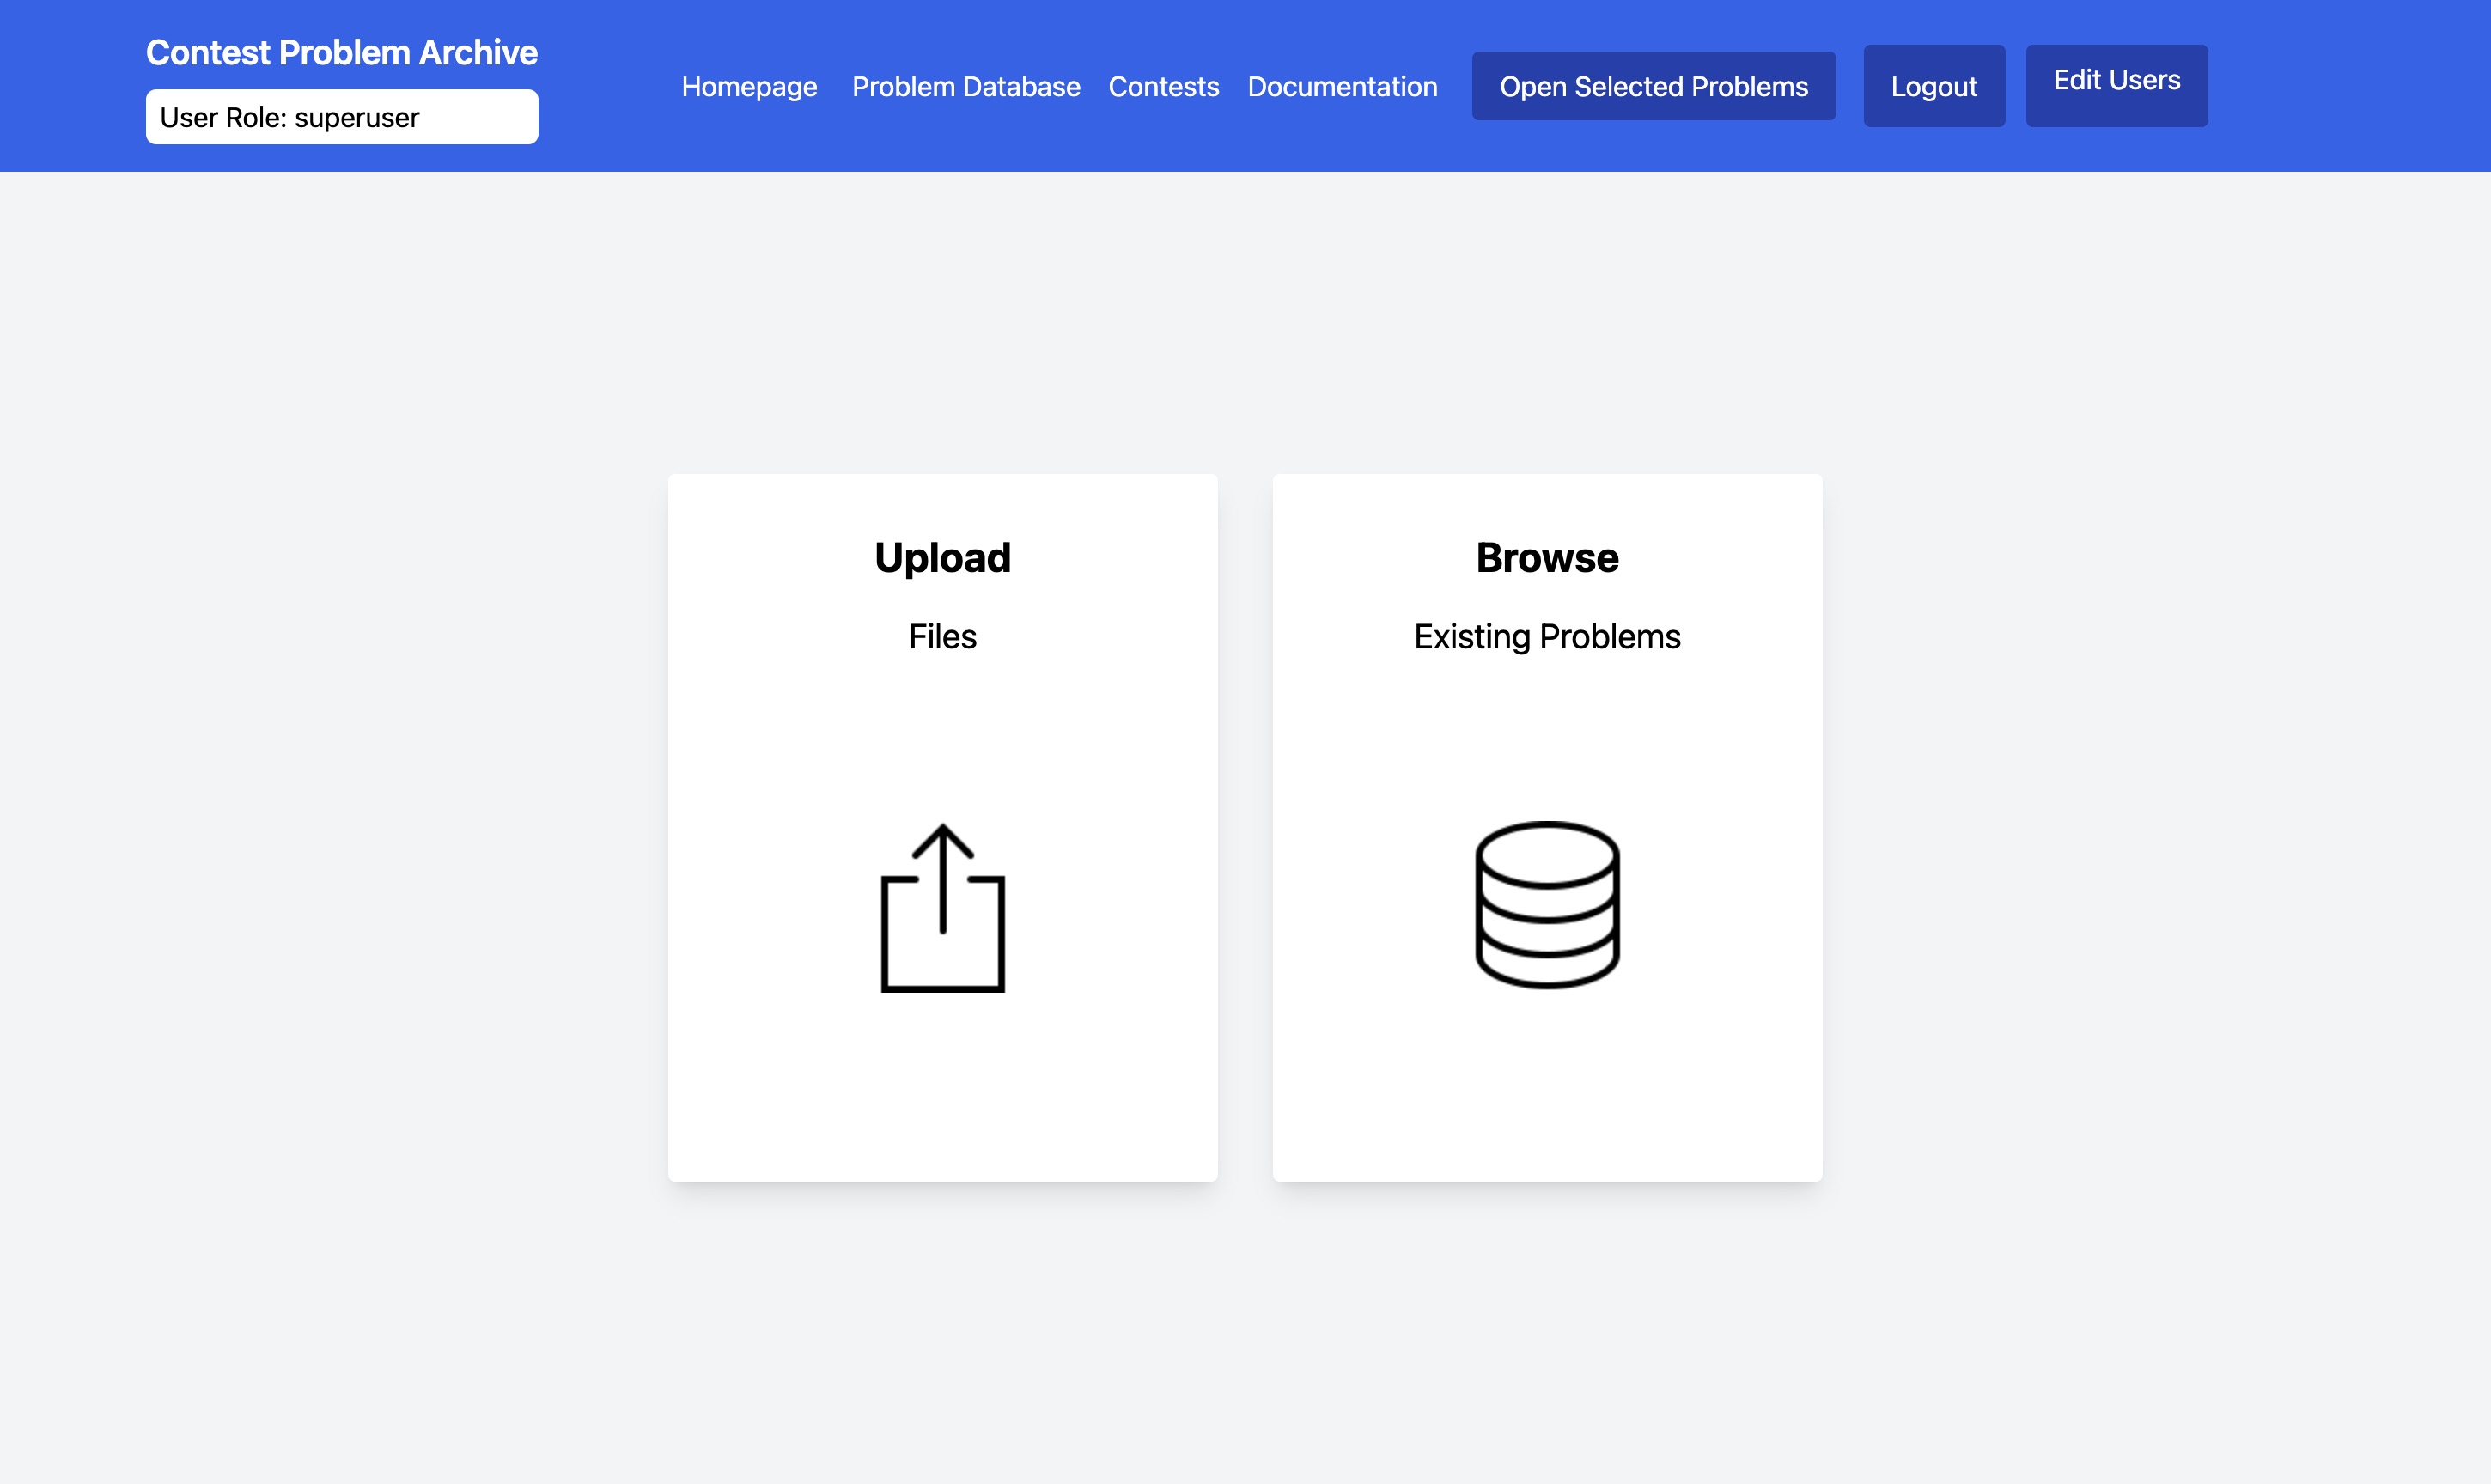 Contest Problem Archive
User Role: superuser
Homepage Problem Database Contests Documentation Open Selected Problems Logout Edit Users
Upload
Files
Browse
Existing Problems